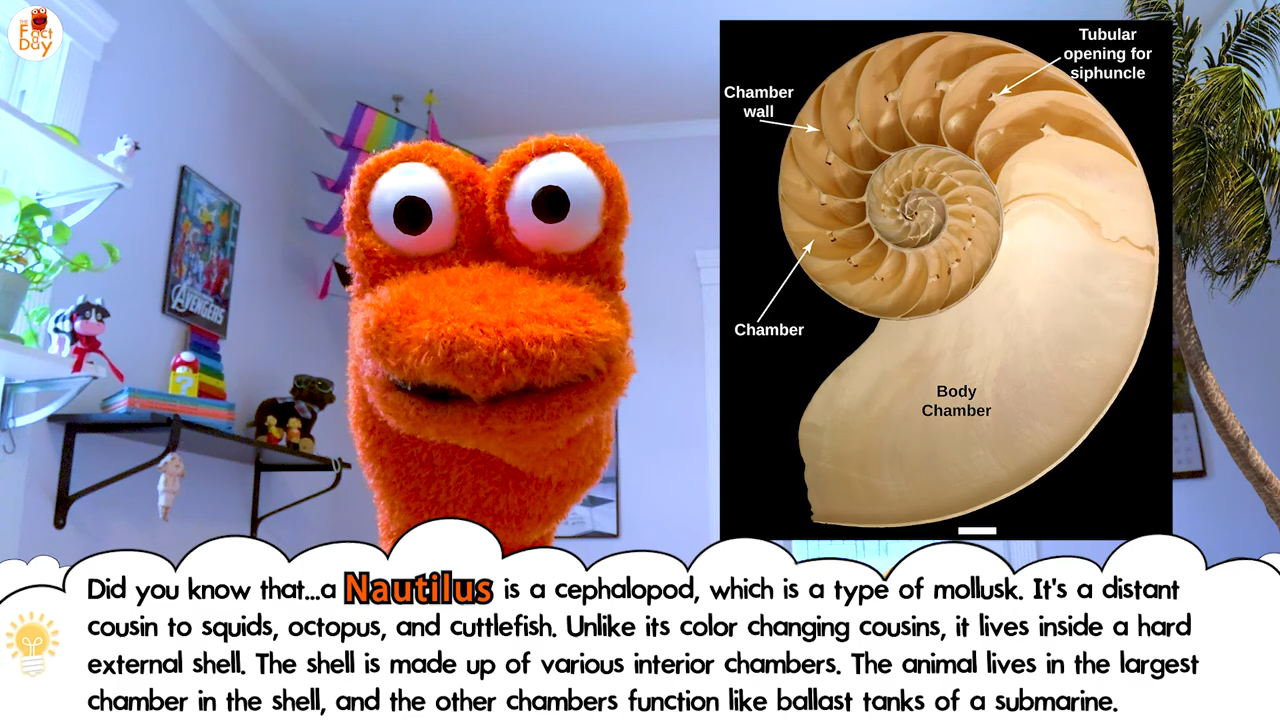 THE
Fact
a
Day
AVENGERS
?
Tubular
opening for
siphuncle
Chamber
wall
Chamber
Body
Chamber
Did you know that...a Nautilus is a cephalopod, which is a type of mollusk. It's a distant
cousin to squids, octopus, and cuttlefish. Unlike its color changing cousins, it lives inside a hard
external shell. The shell is made up of various interior chambers. The animal lives in the largest
chamber in the shell, and the other chambers function like ballast tanks of a submarine.